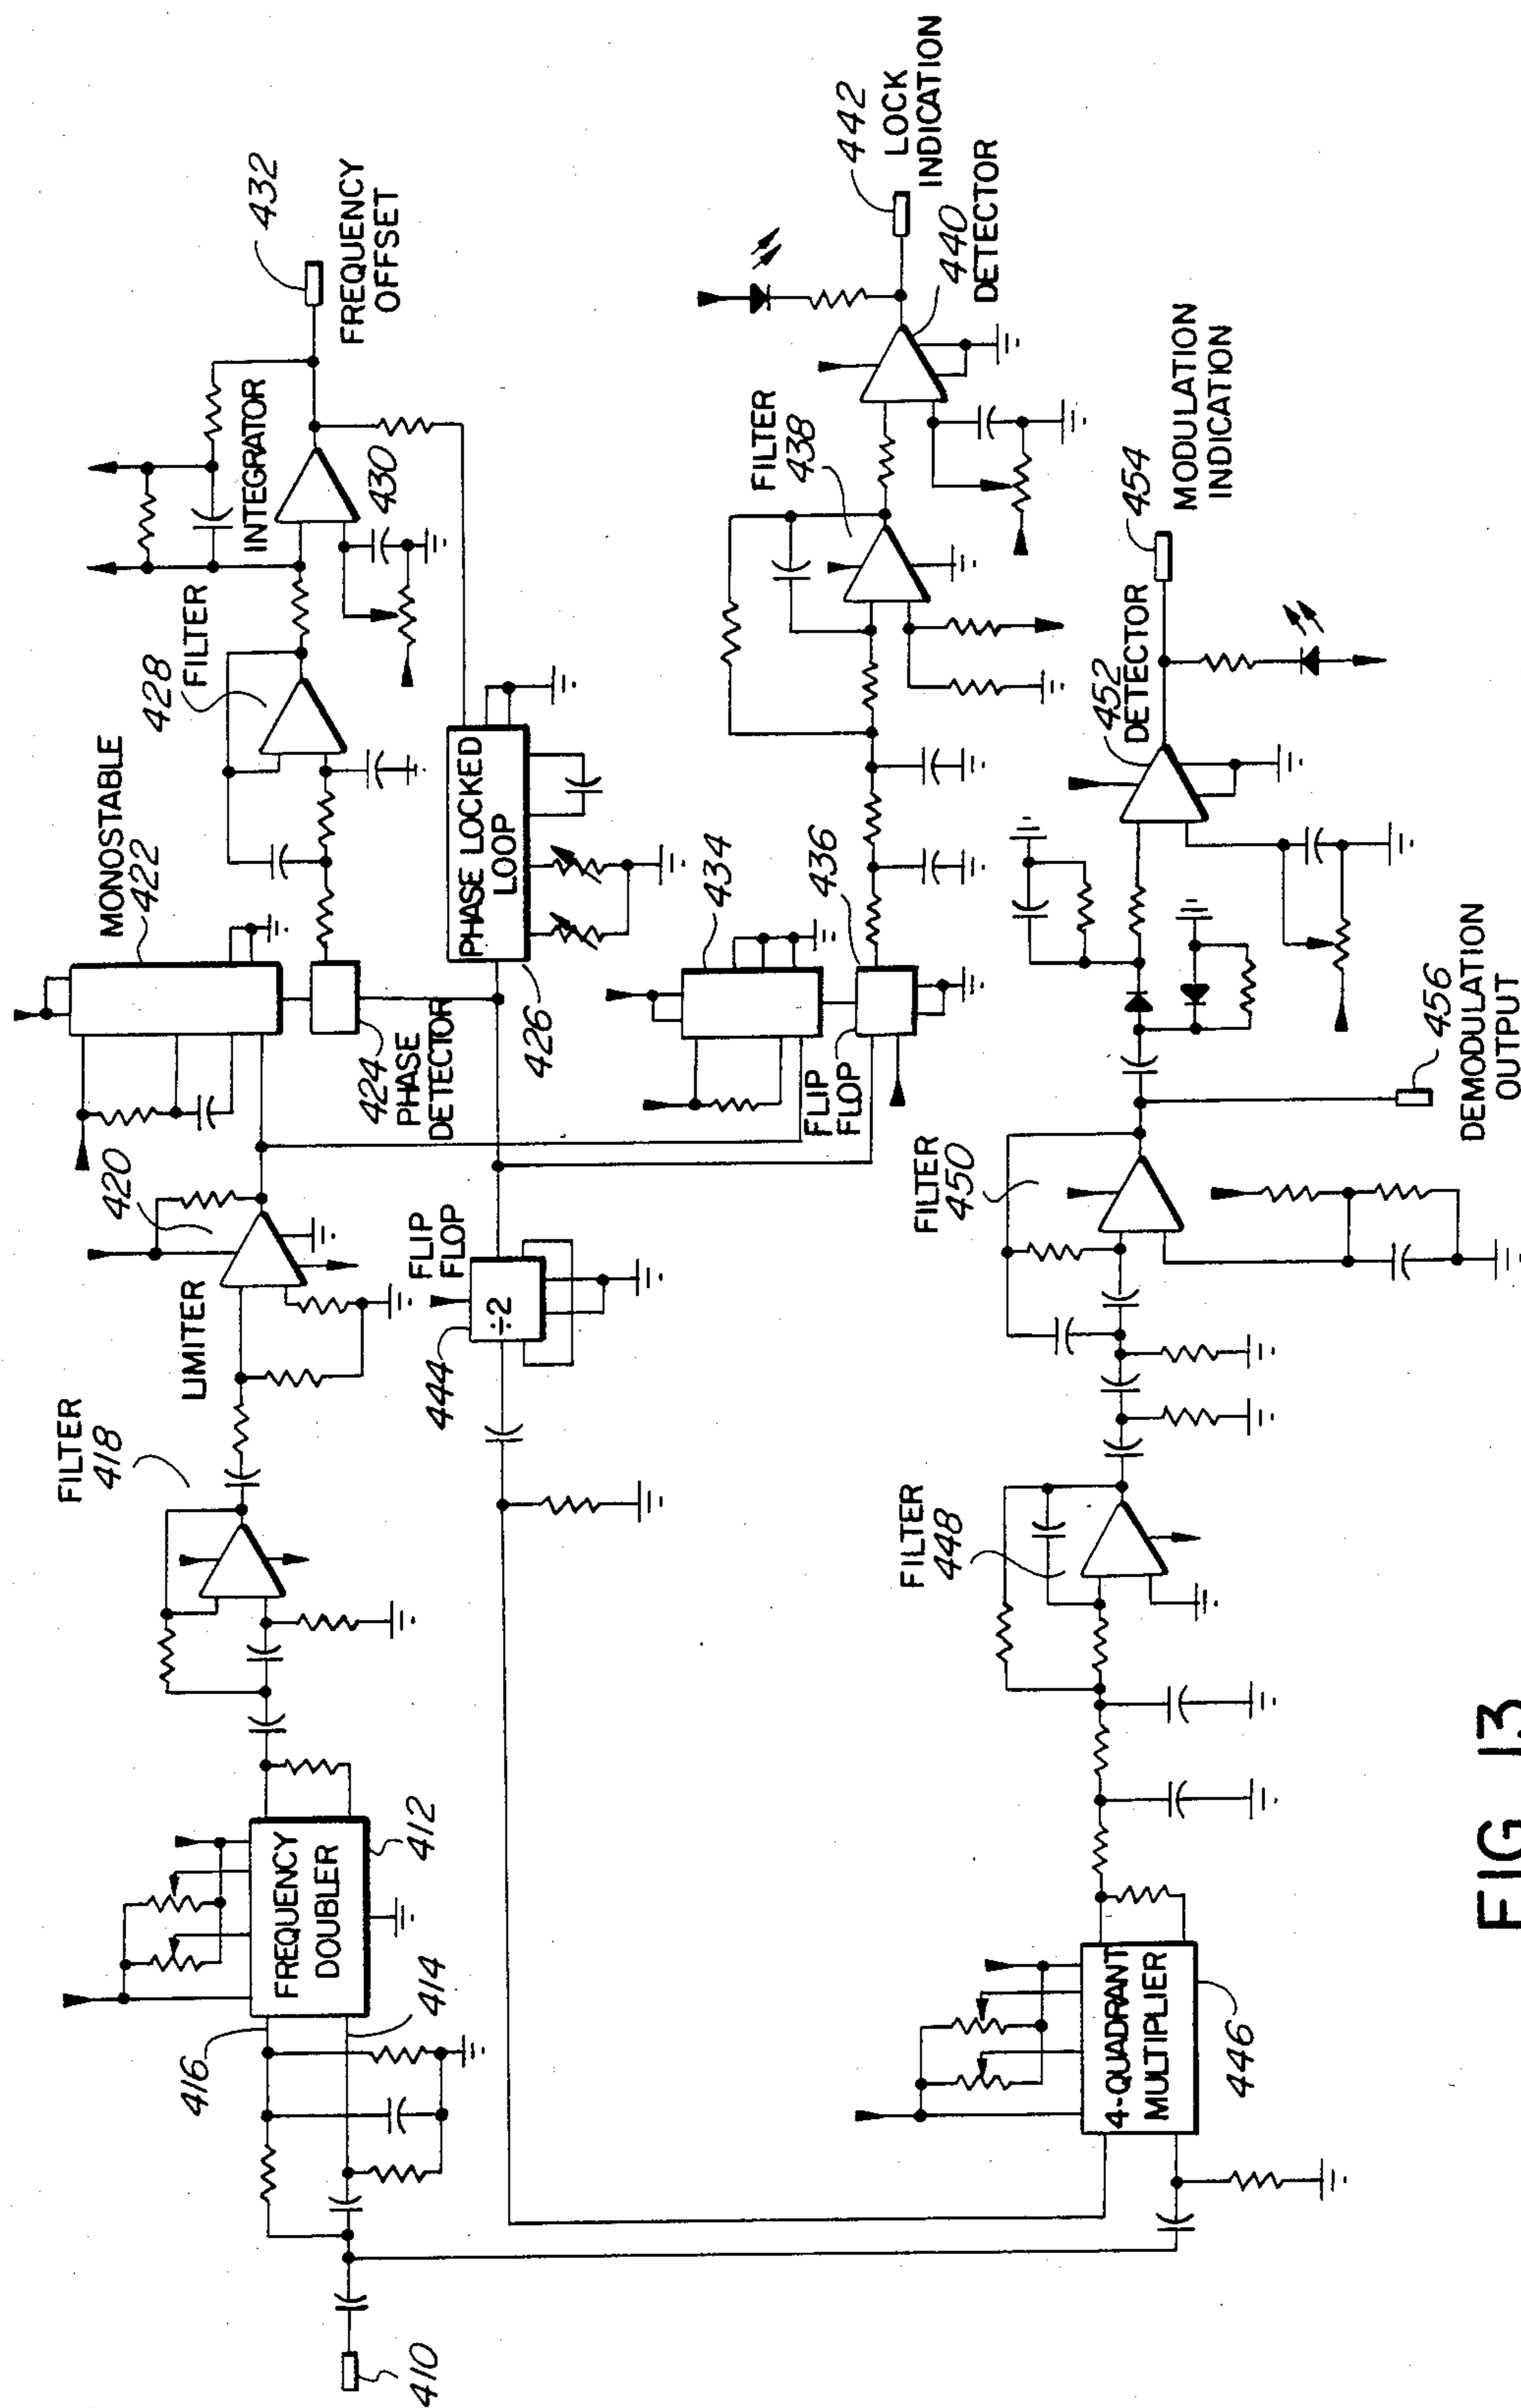 410
416
414
FREQUENCY
DOUBLER
412
FILTER
418
LIMITER
420
MONOSTABLE
422
424
PHASE
DETECTOR
428
FILTER
INTEGRATOR
430
432
FREQUENCY
OFFSET
PHASE LOCKED
LOOP
426
444
÷2
FLIP
FLOP
434
FLIP
FLOP
436
FILTER
438
440
DETECTOR
442
LOCK
INDICATION
4-QUADRANT
MULTIPLIER
446
FILTER
448
FILTER
450
452
DETECTOR
454
MODULATION
INDICATION
456
DEMODULATION
OUTPUT
FIG 13